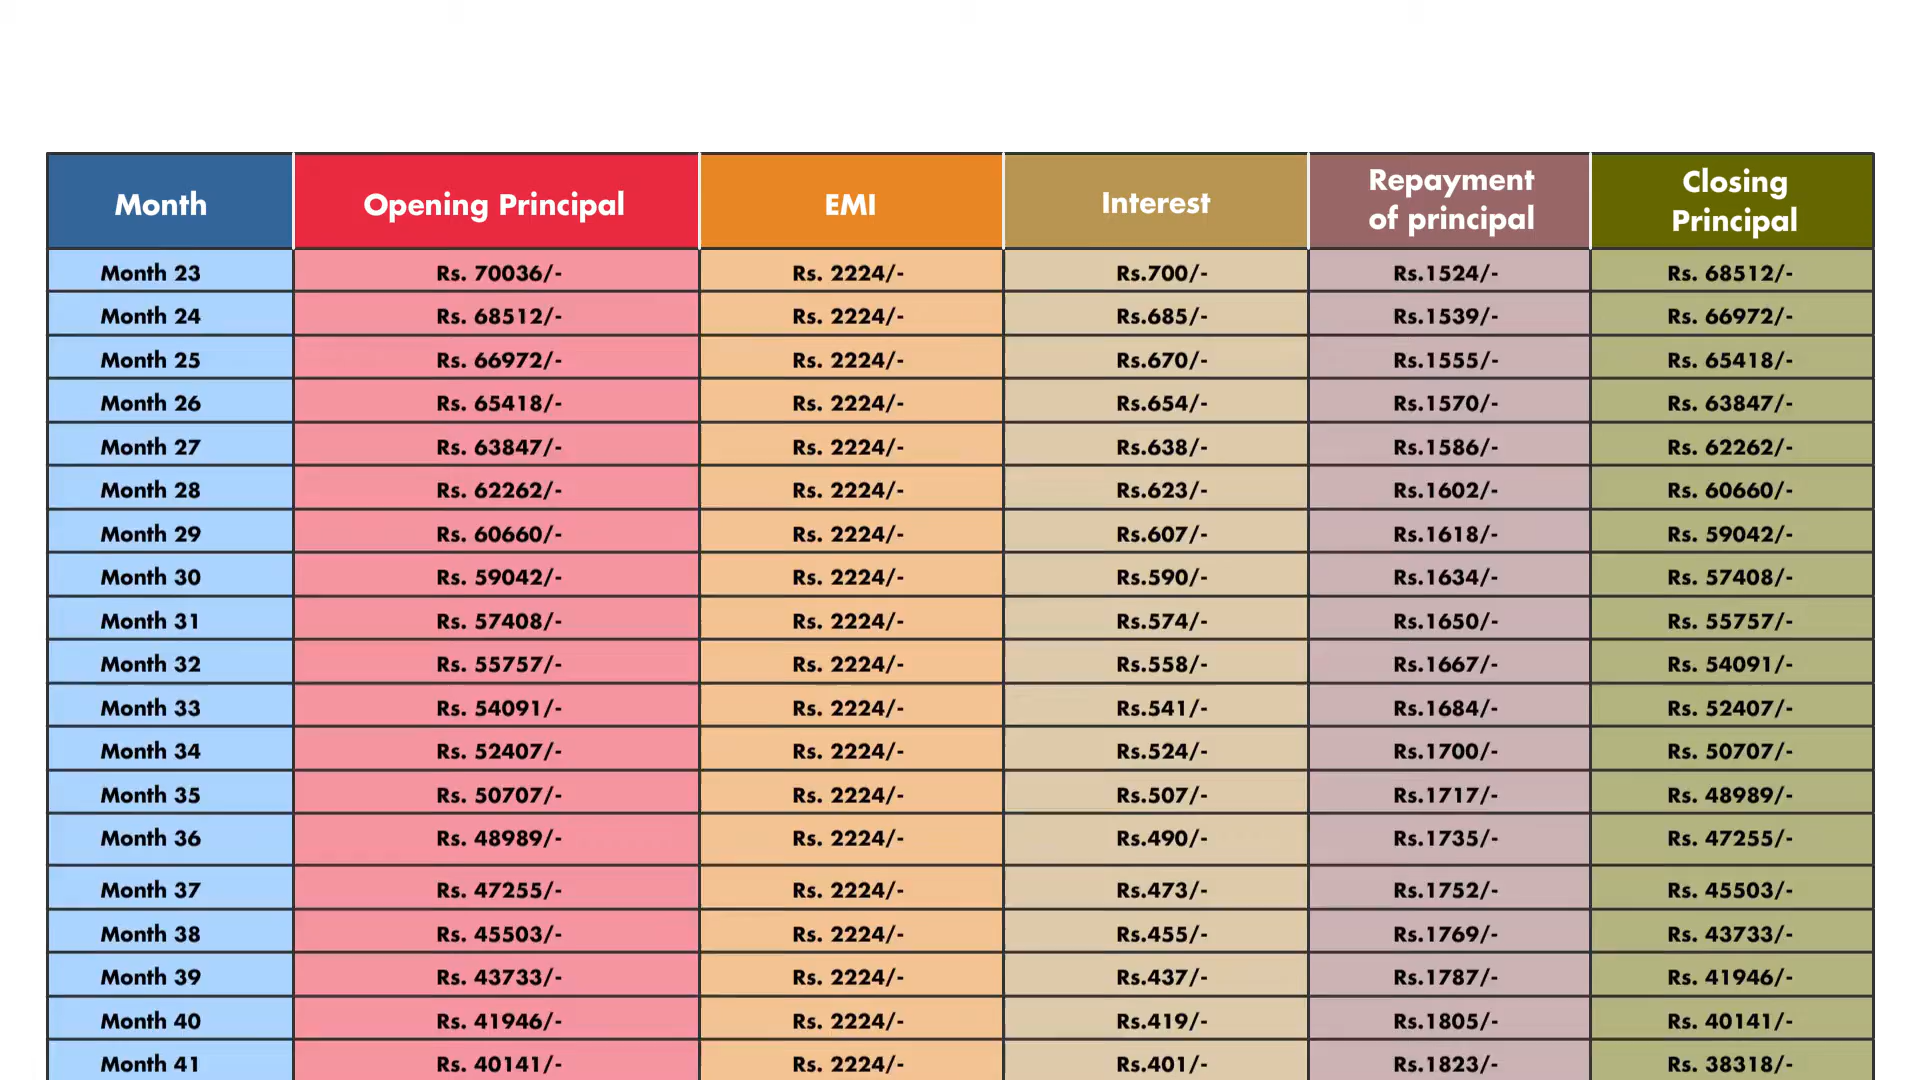 Month Opening Principal EMI Interest Repayment of principal Closing Principal
Month 23 Rs. 70036/- Rs. 2224/- Rs.700/- Rs.1524/- Rs. 68512/-
Month 24 Rs. 68512/- Rs. 2224/- Rs.685/- Rs.1539/- Rs. 66972/-
Month 25 Rs. 66972/- Rs. 2224/- Rs.670/- Rs.1555/- Rs. 65418/-
Month 26 Rs. 65418/- Rs. 2224/- Rs.654/- Rs.1570/- Rs. 63847/-
Month 27 Rs. 63847/- Rs. 2224/- Rs.638/- Rs.1586/- Rs. 62262/-
Month 28 Rs. 62262/- Rs. 2224/- Rs.623/- Rs.1602/- Rs. 60660/-
Month 29 Rs. 60660/- Rs. 2224/- Rs.607/- Rs.1618/- Rs. 59042/-
Month 30 Rs. 59042/- Rs. 2224/- Rs.590/- Rs.1634/- Rs. 57408/-
Month 31 Rs. 57408/- Rs. 2224/- Rs.574/- Rs.1650/- Rs. 55757/-
Month 32 Rs. 55757/- Rs. 2224/- Rs.558/- Rs.1667/- Rs. 54091/-
Month 33 Rs. 54091/- Rs. 2224/- Rs.541/- Rs.1684/- Rs. 52407/-
Month 34 Rs. 52407/- Rs. 2224/- Rs.524/- Rs.1700/- Rs. 50707/-
Month 35 Rs. 50707/- Rs. 2224/- Rs.507/- Rs.1717/- Rs. 48989/-
Month 36 Rs. 48989/- Rs. 2224/- Rs.490/- Rs.1735/- Rs. 47255/-
Month 37 Rs. 47255/- Rs. 2224/- Rs.473/- Rs.1752/- Rs. 45503/-
Month 38 Rs. 45503/- Rs. 2224/- Rs.455/- Rs.1769/- Rs. 43733/-
Month 39 Rs. 43733/- Rs. 2224/- Rs.437/- Rs.1787/- Rs. 41946/-
Month 40 Rs. 41946/- Rs. 2224/- Rs.419/- Rs.1805/- Rs. 40141/-
Month 41 Rs. 40141/- Rs. 2224/- Rs.401/- Rs.1823/- Rs. 38318/-